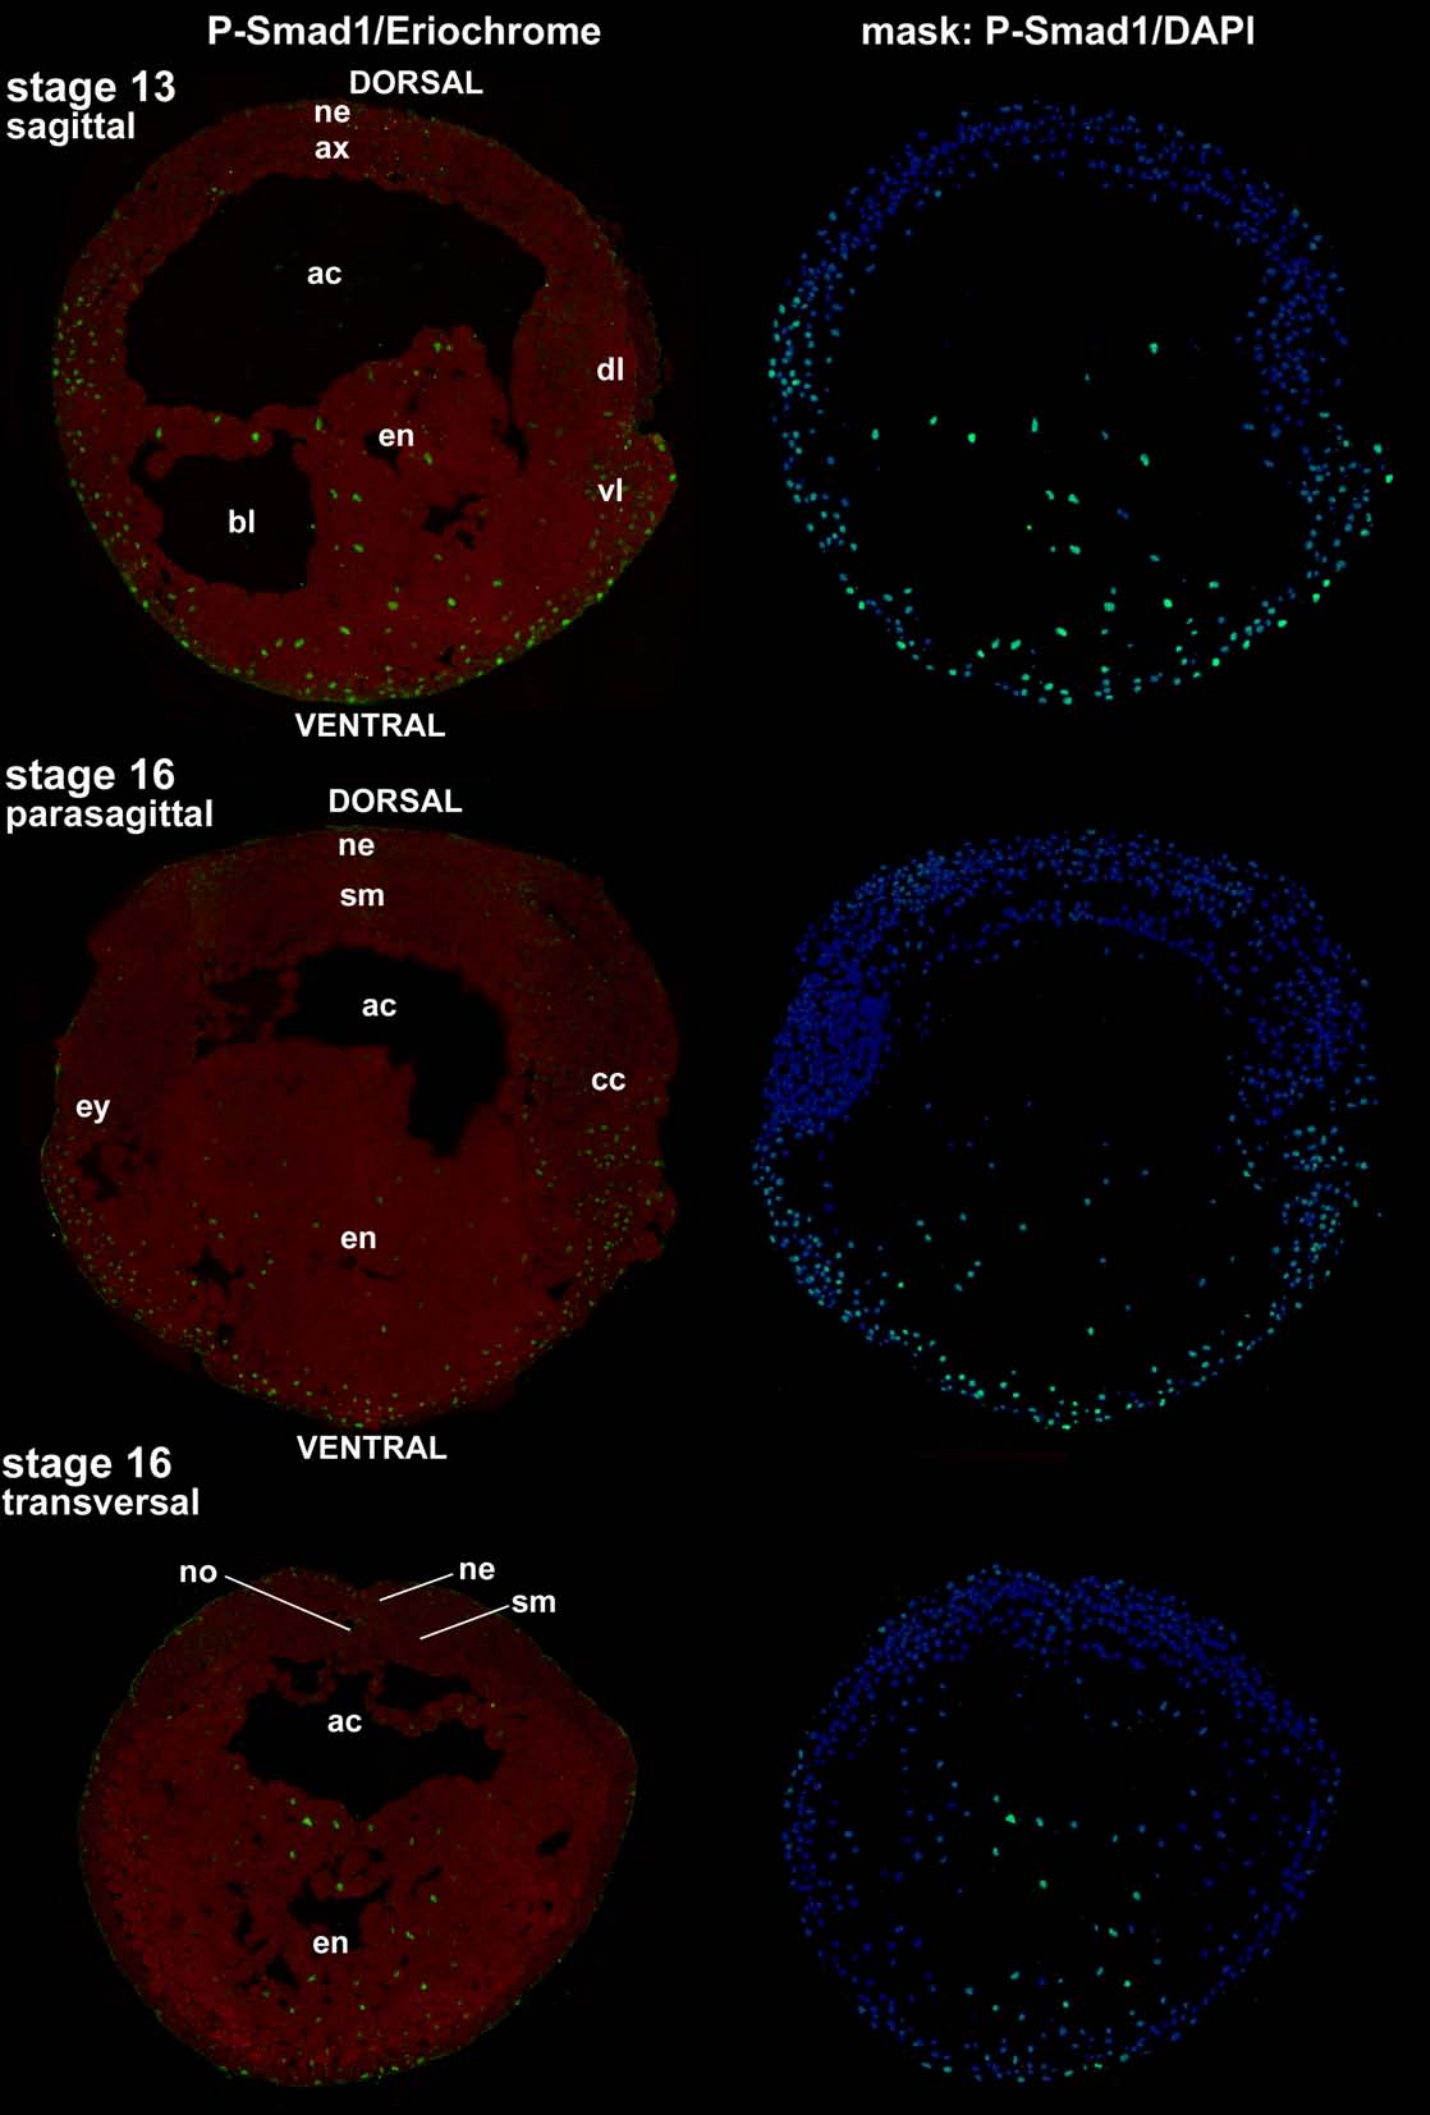 P-Smad1/Eriochrome
mask: P-Smad1/DAPI
stage 13
sagittal
DORSAL
ne
ax
ac
dl
en
vl
bl
VENTRAL
stage 16
parasagittal
DORSAL
ne
sm
ac
cc
ey
en
VENTRAL
stage 16
transversal
no
ne
sm
ac
en